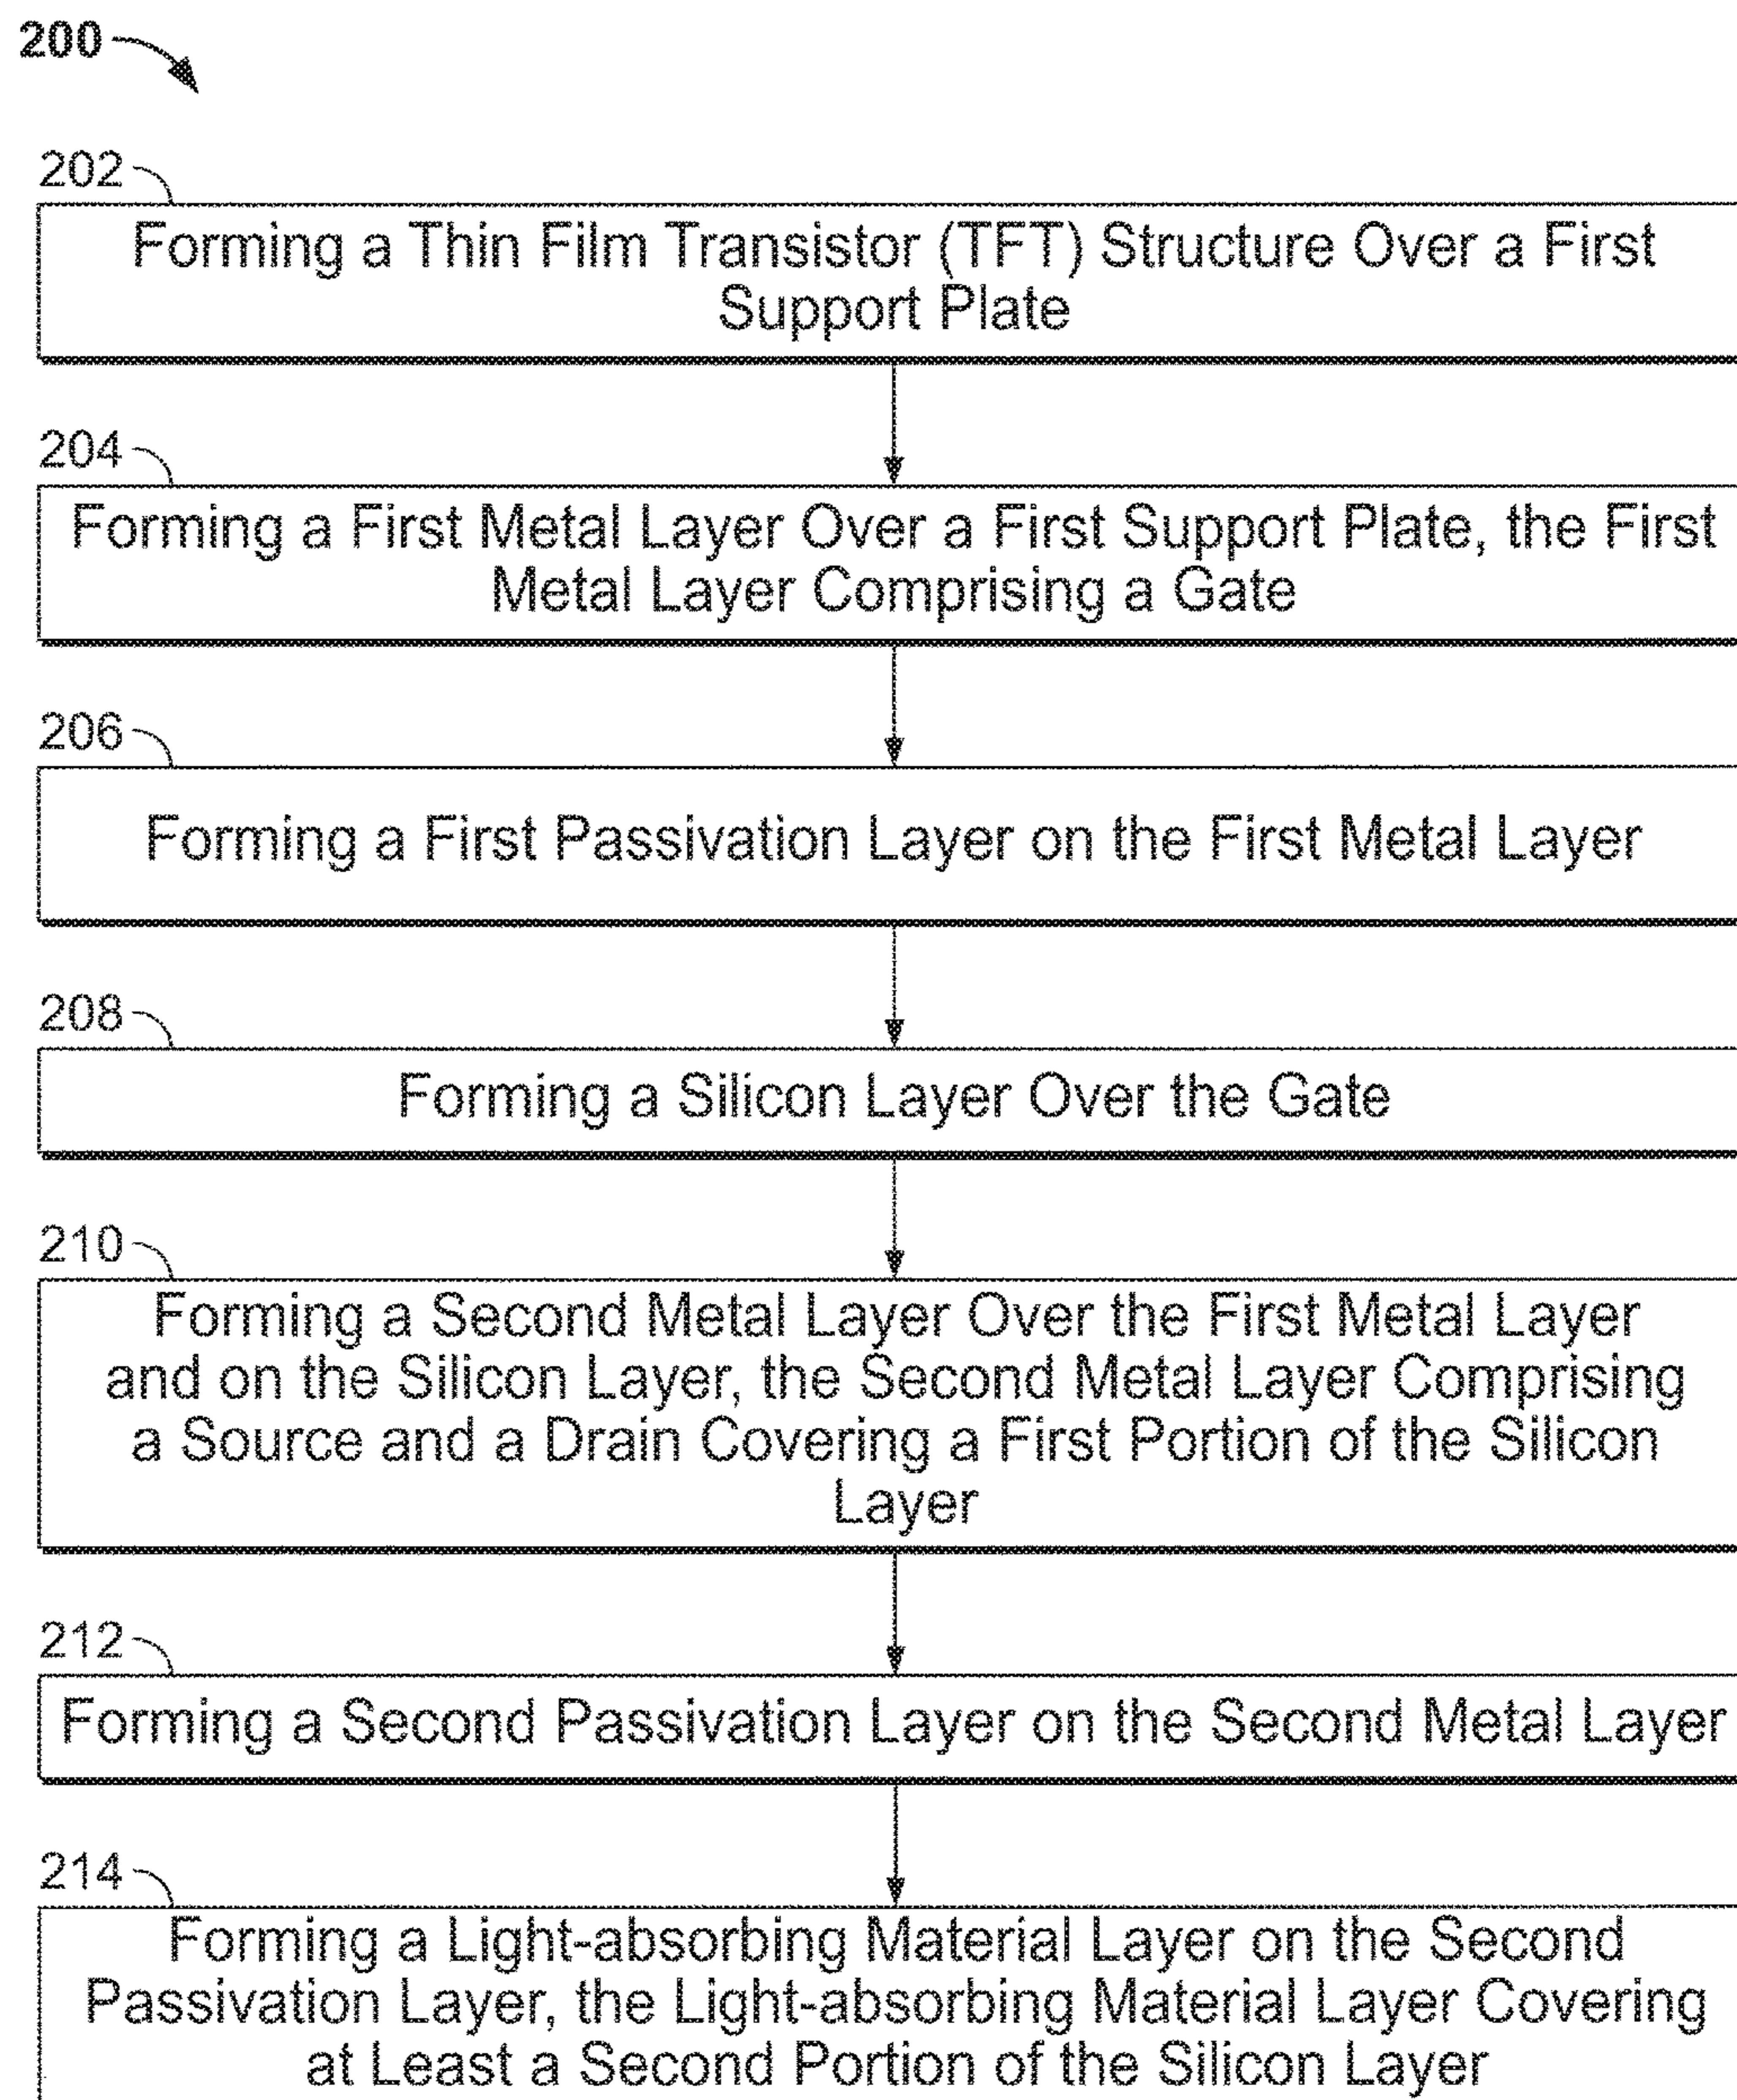 200
202
Forming a Thin Film Transistor (TFT) Structure Over a First
Support Plate
204
Forming a First Metal Layer Over a First Support Plate, the First
Metal Layer Comprising a Gate
206
Forming a First Passivation Layer on the First Metal Layer
208
Forming a Silicon Layer Over the Gate
210
Forming a Second Metal Layer Over the First Metal Layer
and on the Silicon Layer, the Second Metal Layer Comprising
a Source and a Drain Covering a First Portion of the Silicon
Layer
212
Forming a Second Passivation Layer on the Second Metal Layer
214
Forming a Light-absorbing Material Layer on the Second
Passivation Layer, the Light-absorbing Material Layer Covering
at Least a Second Portion of the Silicon Layer